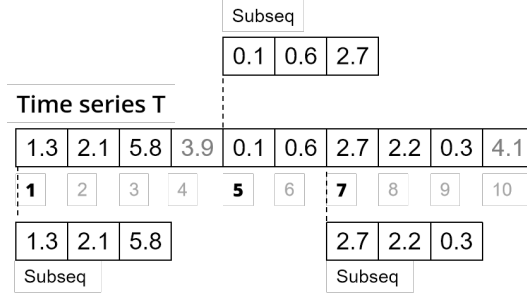 Subseq
0.1 0.6 2.7
Time series T
1.3 2.1 5.8 3.9 0.1 0.6 2.7 2.2 0.3 4.1
1 2 3 4 5 6 7 8 9 10
1.3 2.1 5.8 2.7 2.2 0.3
Subseq Subseq